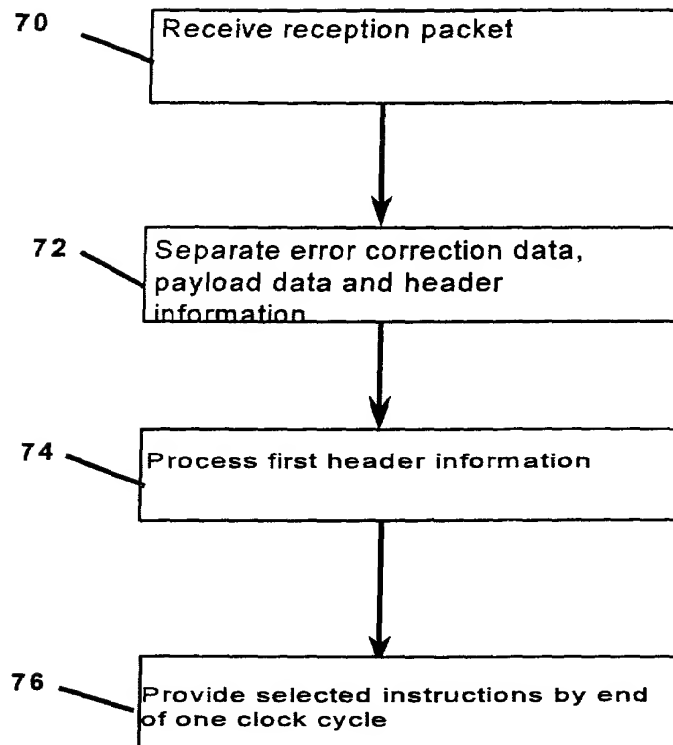 70
Receive reception packet
72
Separate error correction data,
payload data and header
information
74
Process first header information
76
Provide selected instructions by end
of one clock cycle